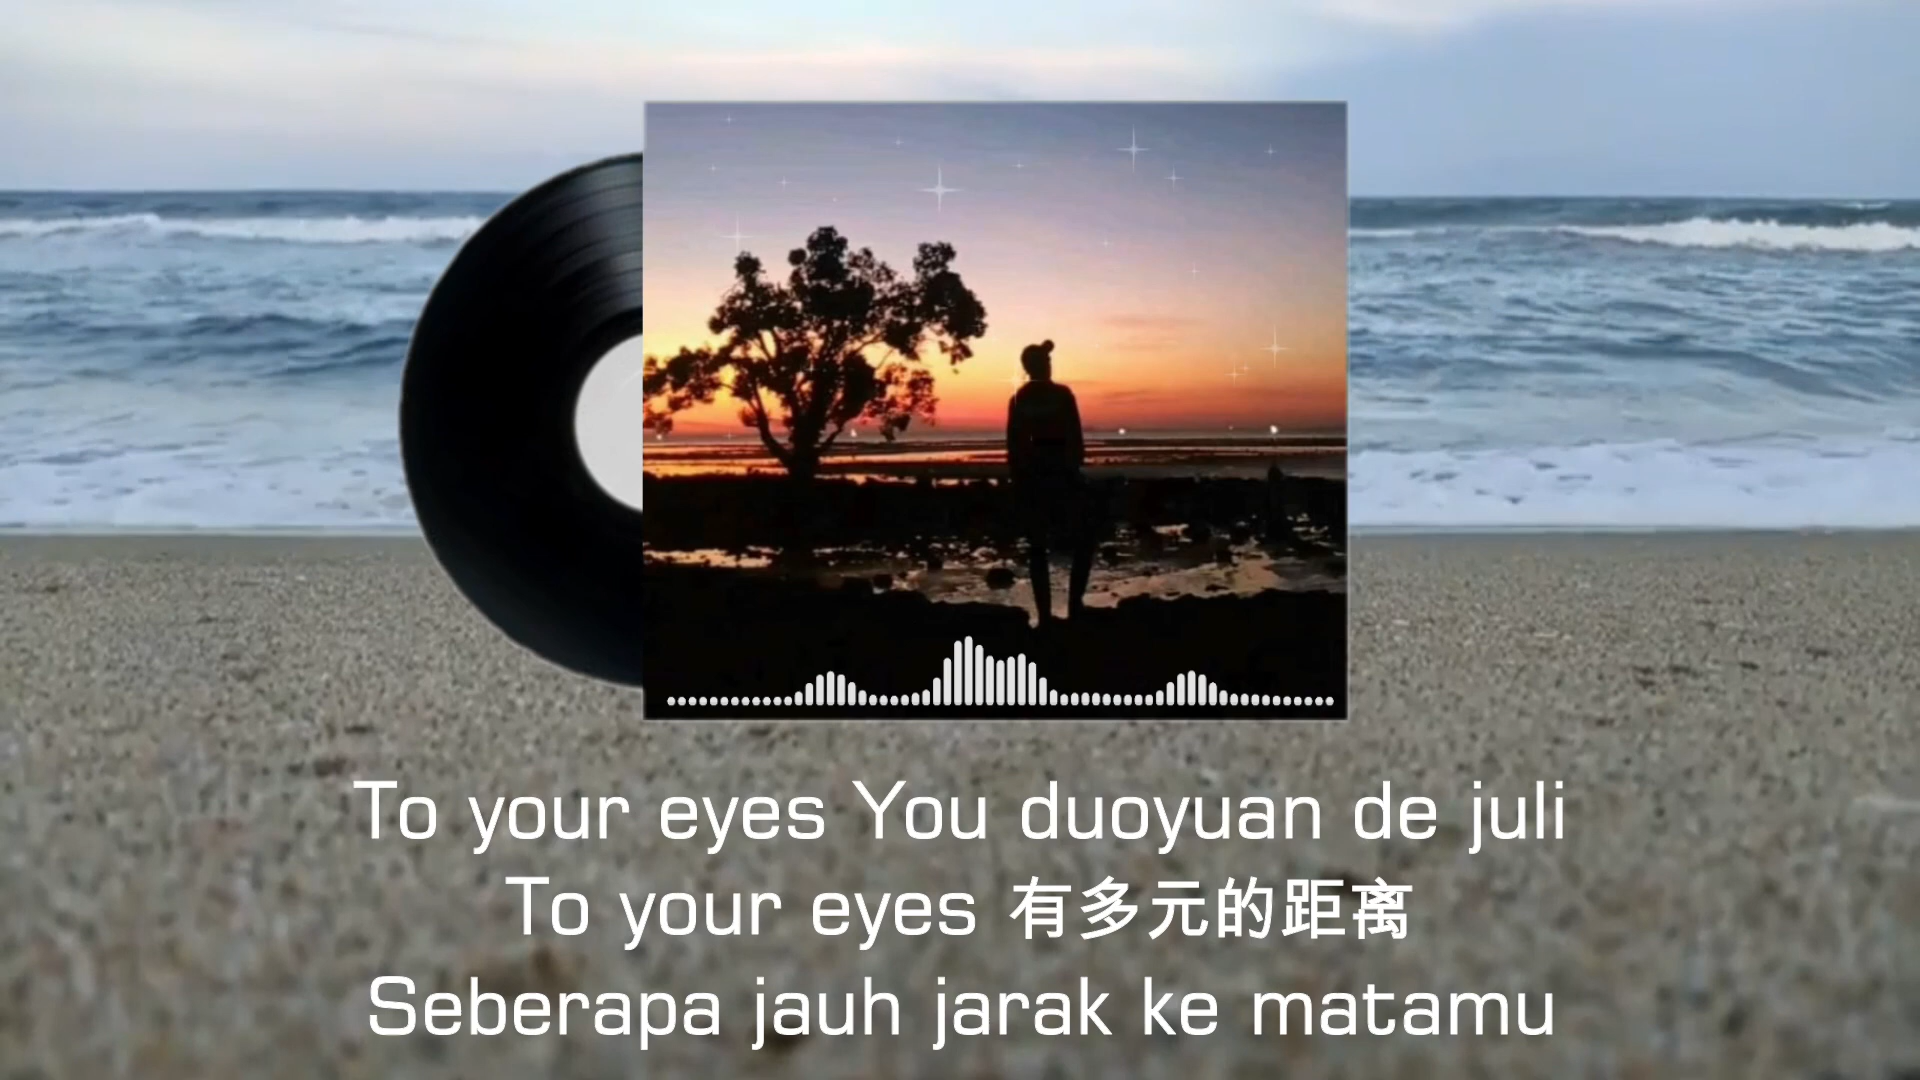 To your eyes You duoyuan de juli
To your eyes 有多元的距离
Seberapa jauh jarak ke matamu